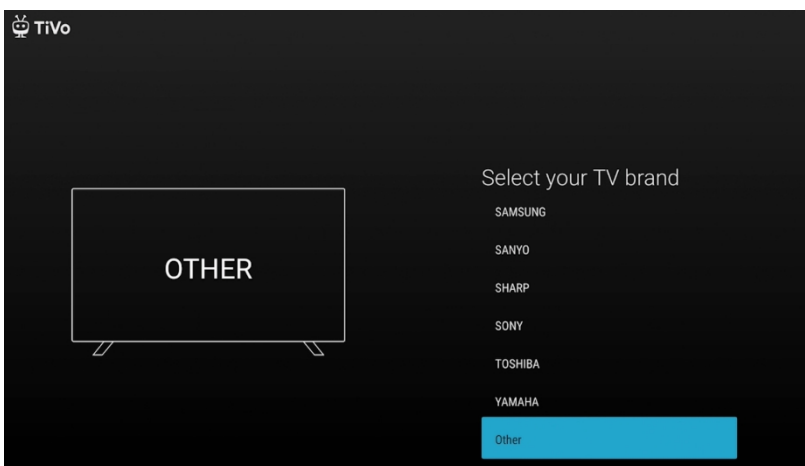 TiVo
OTHER
Select your TV brand
SAMSUNG
SANYO
SHARP
SONY
TOSHIBA
YAMAHA
Other